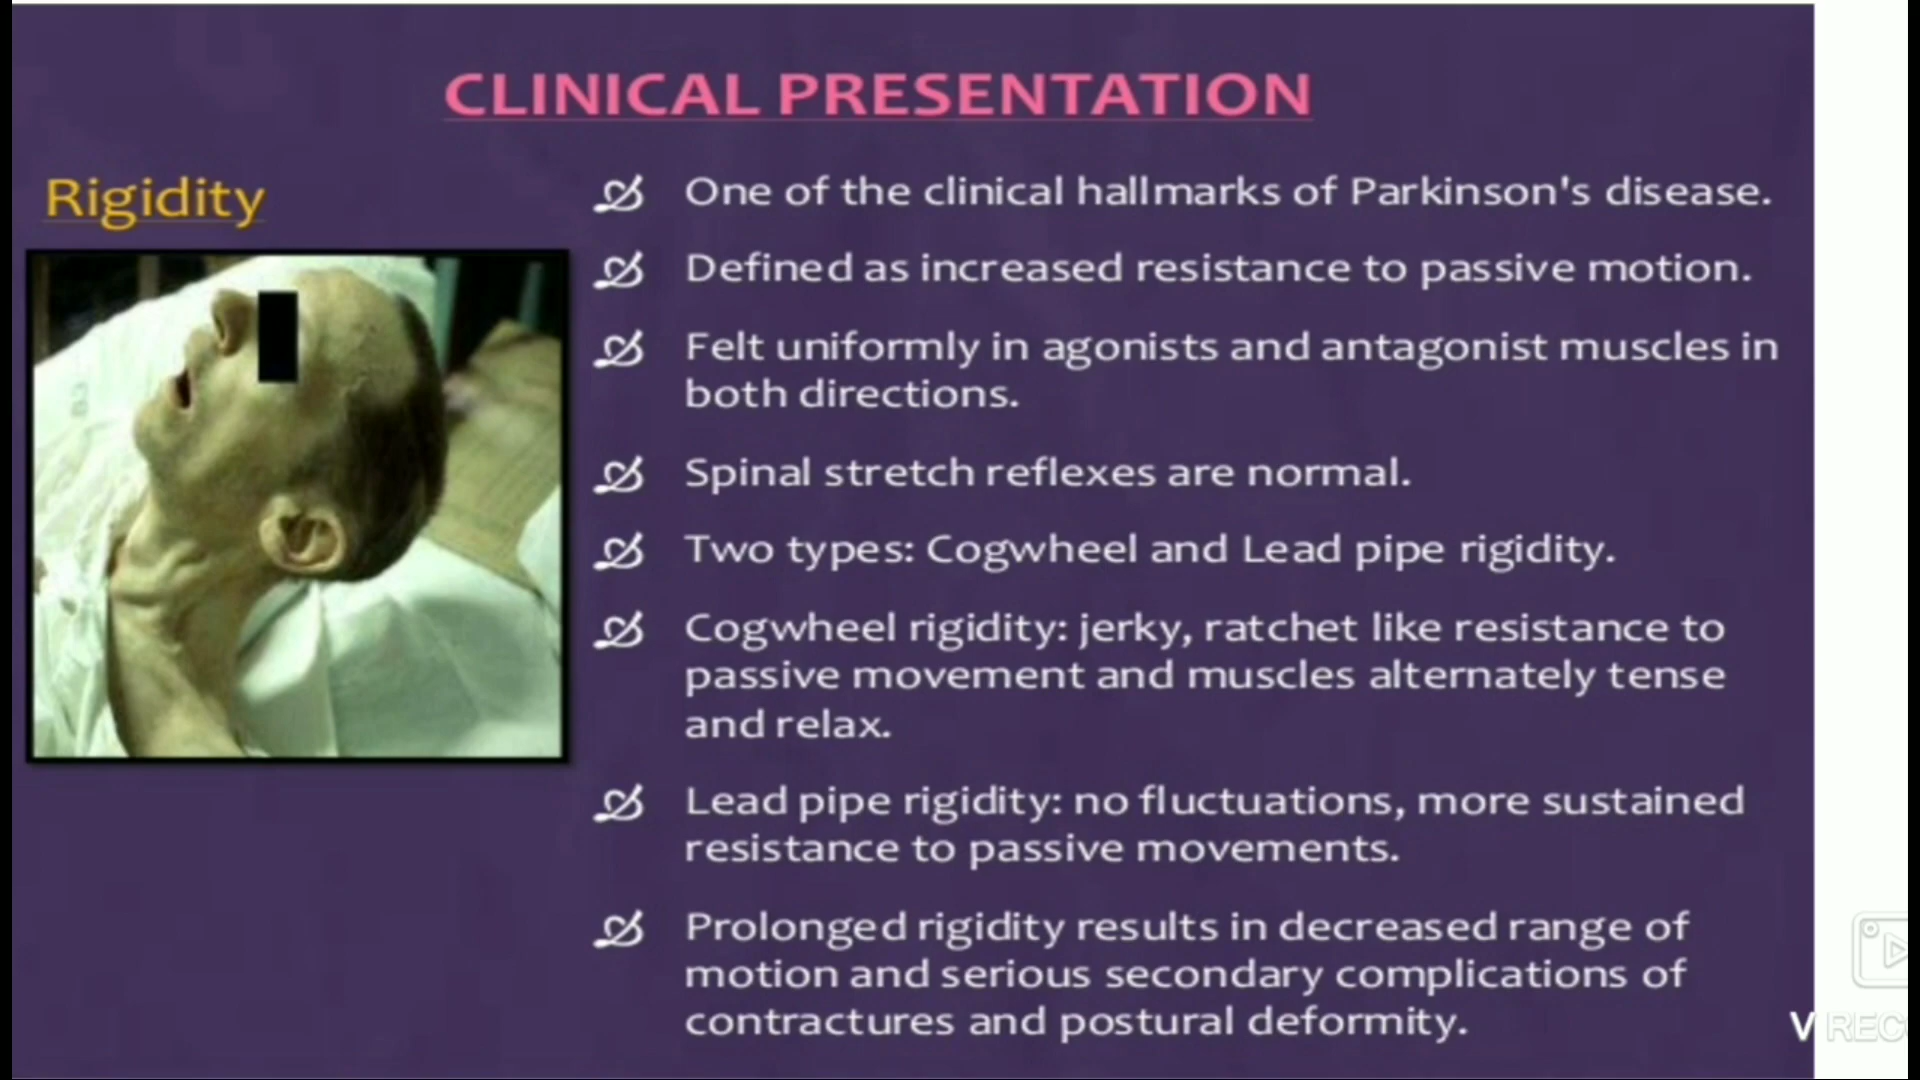 CLINICAL PRESENTATION
Rigidity
One of the clinical hallmarks of Parkinson's disease.
Defined as increased resistance to passive motion.
Felt uniformly in agonists and antagonist muscles in
both directions.
Spinal stretch reflexes are normal.
Two types: Cogwheel and Lead pipe rigidity.
Cogwheel rigidity: jerky, ratchet like resistance to
passive movement and muscles alternately tense
and relax.
Lead pipe rigidity: no fluctuations, more sustained
resistance to passive movements.
Prolonged rigidity results in decreased range of
motion and serious secondary complications of
contractures and postural deformity.
V REC